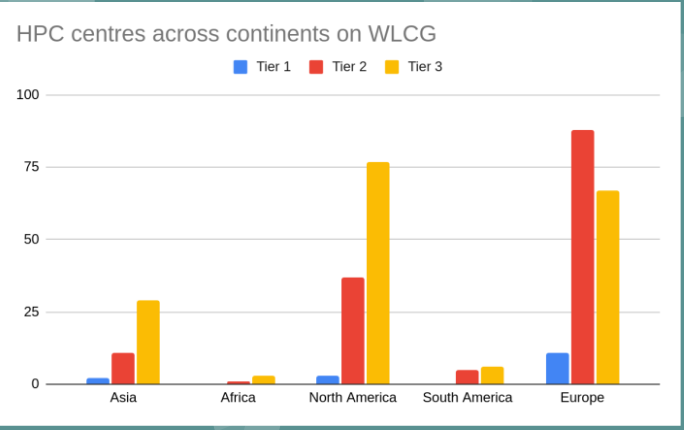 HPC centres across continents on WLCG
Tier 1 Tier 2 Tier 3
100
75
50
25
0
Asia Africa North America South America Europe